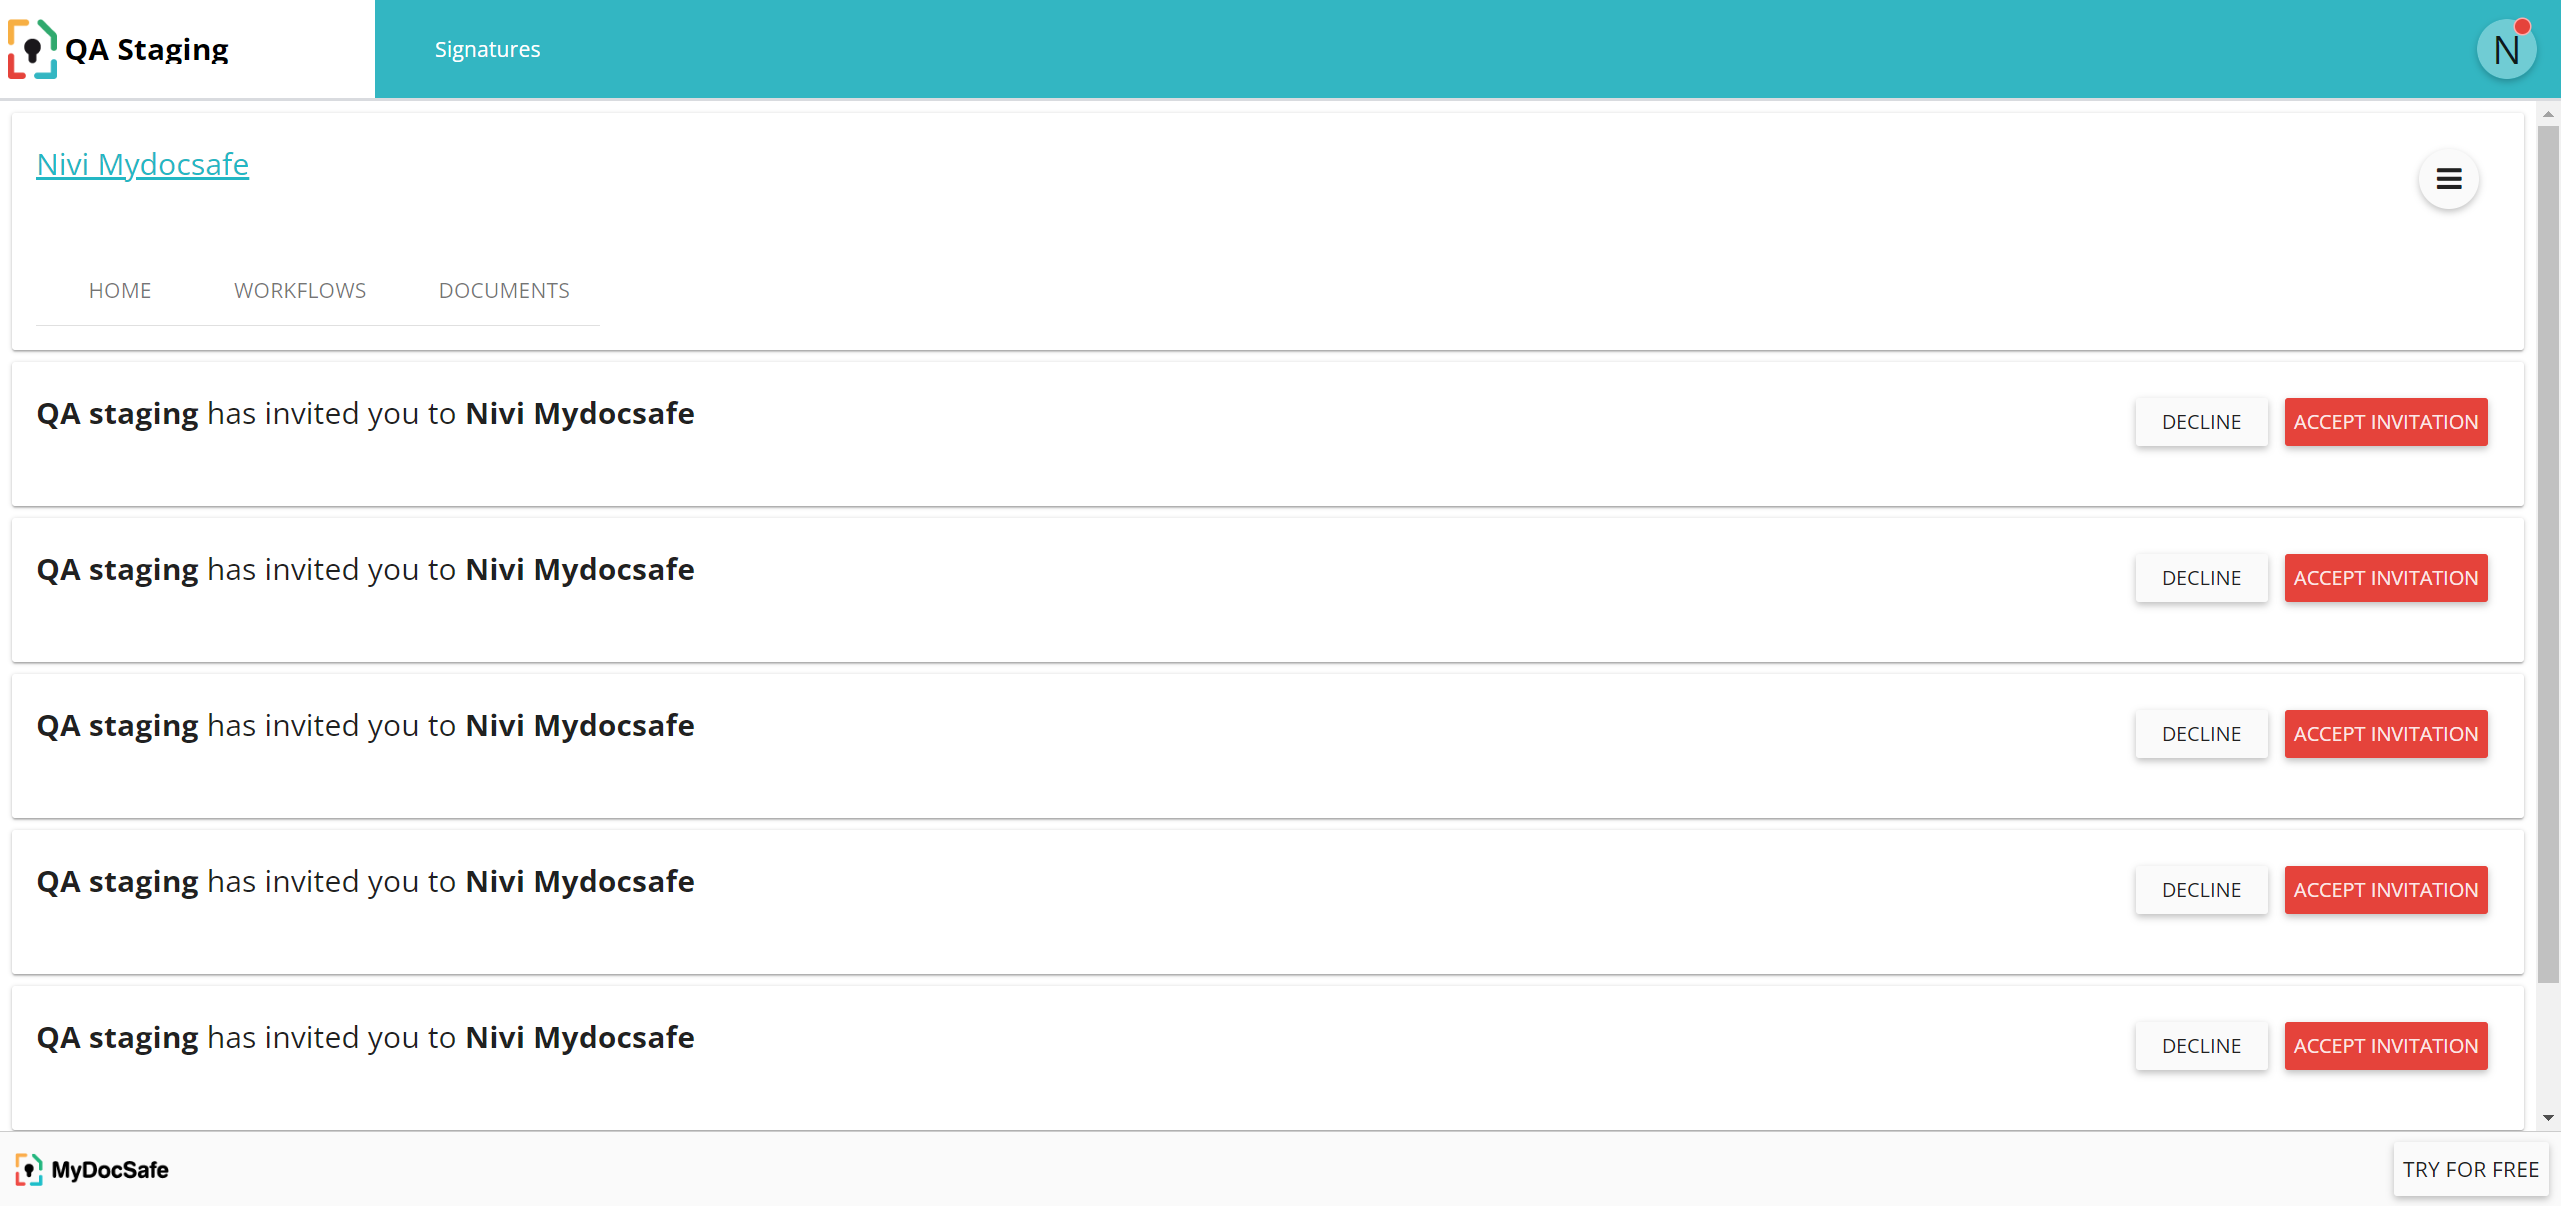 QA Staging
Signatures
N
Nivi Mydocsafe
HOME WORKFLOWS DOCUMENTS
QA staging has invited you to Nivi Mydocsafe DECLINE ACCEPT INVITATION
QA staging has invited you to Nivi Mydocsafe DECLINE ACCEPT INVITATION
QA staging has invited you to Nivi Mydocsafe DECLINE ACCEPT INVITATION
QA staging has invited you to Nivi Mydocsafe DECLINE ACCEPT INVITATION
QA staging has invited you to Nivi Mydocsafe DECLINE ACCEPT INVITATION
MyDocSafe TRY FOR FREE